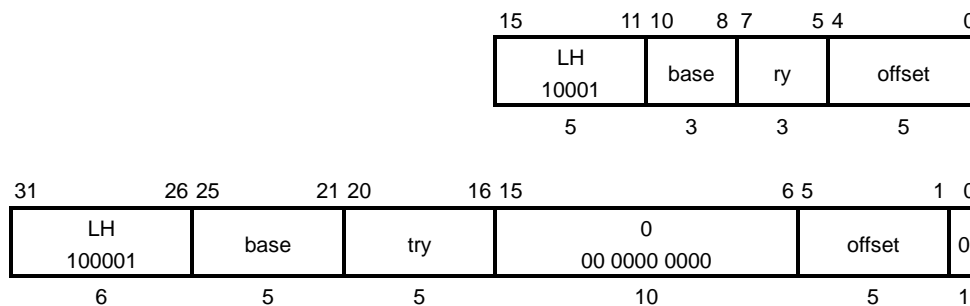 15 11 10 8 7 5 4 0
LH base ry offset
10001
5 3 3 5
31 26 25 21 20 16 15 6 5 1 0
LH base try 0 offset 0
100001 00 0000 0000
6 5 5 10 5 1